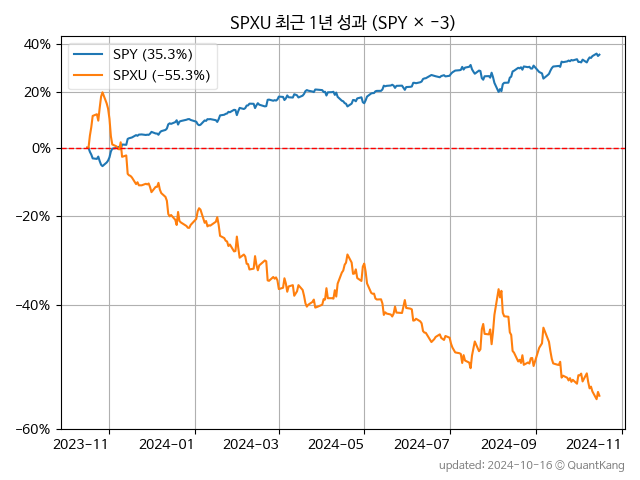 SPXU 최근 1년 성과 (SPY × −3)
SPY (35.3%)
SPXU (−55.3%)
40%
20%
0%
−20%
−40%
−60%
2023−11 2024−01 2024−03 2024−05 2024−07 2024−09 2024−11
updated: 2024-10-16 © QuantKang